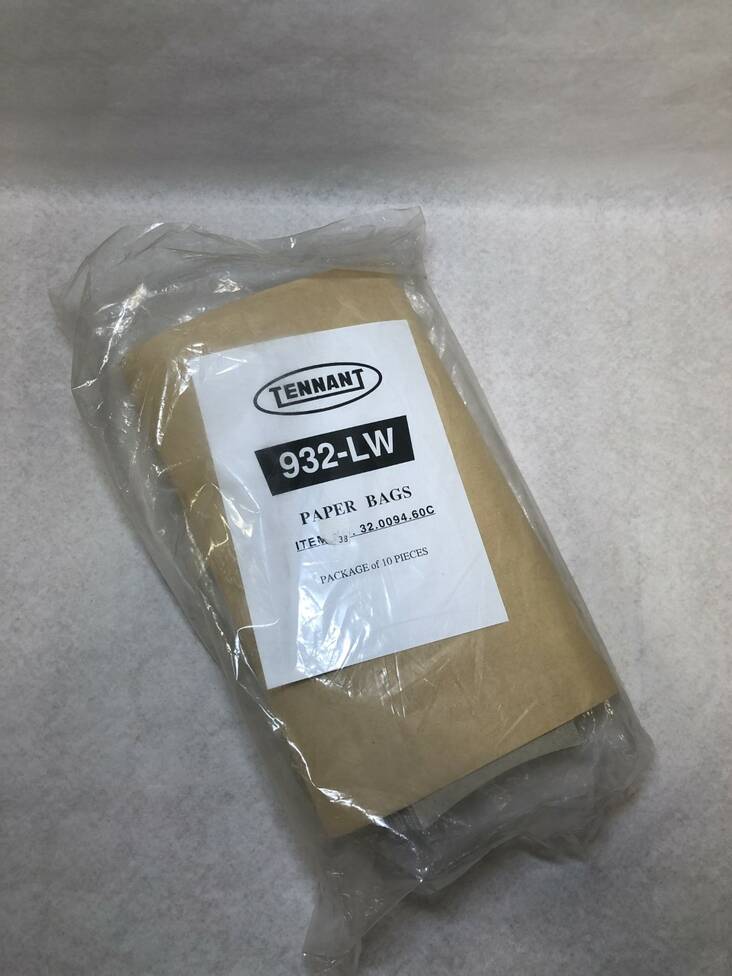 TENNANT
932-LW
PAPER BAGS
ITEM 32.0094.60C
PACKAGE of 10 PIECES